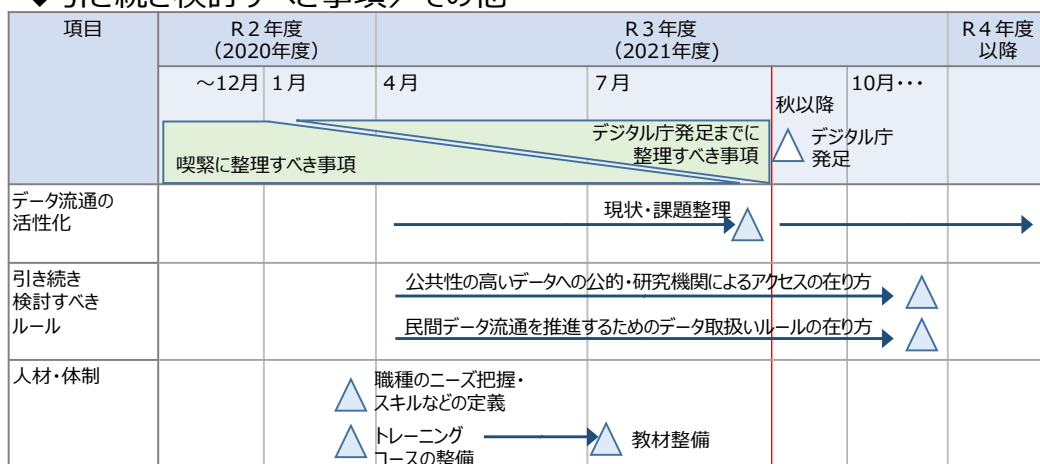 ◆引き続き検討すべき事項／その他
項目
R２年度
（2020年度）
R３年度
（2021年度）
R４年度
以降
～12月
1月
4月
7月
10月・・・
秋以降
デジタル庁
発足
喫緊に整理すべき事項
デジタル庁発足までに
整理すべき事項
データ流通の
活性化
現状・課題整理
引き続き
検討すべき
ルール
公共性の高いデータへの公的・研究機関によるアクセスの在り方
民間データ流通を推進するためのデータ取扱いルールの在り方
人材・体制
職種のニーズ把握・
スキルなどの定義
トレーニング
コースの整備
教材整備